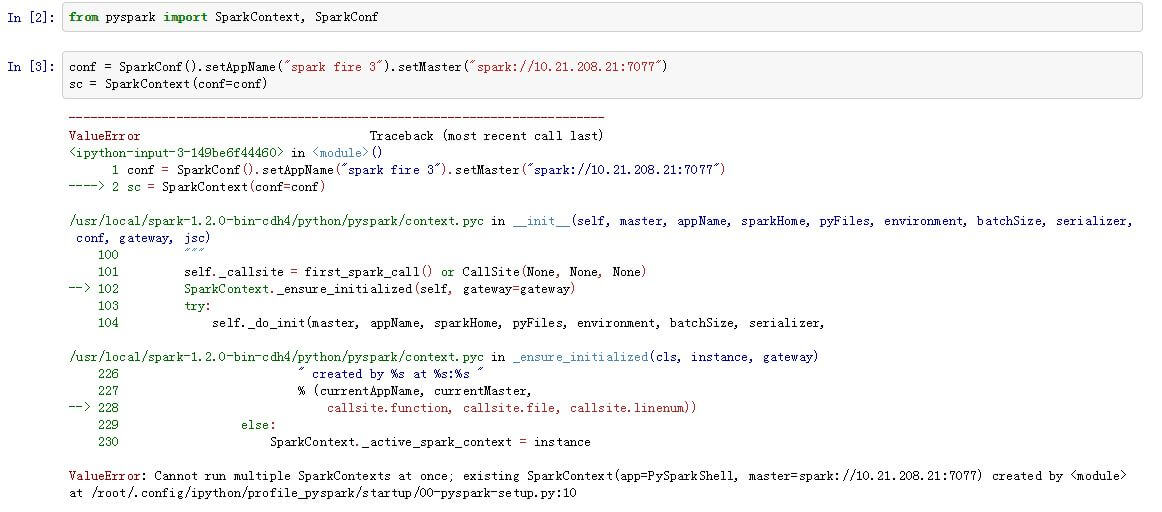 In [2]: from pyspark import SparkContext, SparkConf
In [3]: conf = SparkConf().setAppName("spark fire 3").setMaster("spark://10.21.208.21:7077")
sc = SparkContext(conf=conf)
---------------------------------------------------------------------------
ValueError Traceback (most recent call last)
<ipython-input-3-149be6f44460> in <module>()
1 conf = SparkConf().setAppName("spark fire 3").setMaster("spark://10.21.208.21:7077")
----> 2 sc = SparkContext(conf=conf)
/usr/local/spark-1.2.0-bin-cdh4/python/pyspark/context.pyc in __init__(self, master, appName, sparkHome, pyFiles, environment, batchSize, serializer,
conf, gateway, jsc)
100 """
101 self._callsite = first_spark_call() or CallSite(None, None, None)
--> 102 SparkContext._ensure_initialized(self, gateway=gateway)
103 try:
104 self._do_init(master, appName, sparkHome, pyFiles, environment, batchSize, serializer,
/usr/local/spark-1.2.0-bin-cdh4/python/pyspark/context.pyc in _ensure_initialized(cls, instance, gateway)
226 " created by %s at %s:%s "
227 % (currentAppName, currentMaster,
--> 228 callsite.function, callsite.file, callsite.linenum))
229 else:
230 SparkContext._active_spark_context = instance
ValueError: Cannot run multiple SparkContexts at once; existing SparkContext(app=PySparkShell, master=spark://10.21.208.21:7077) created by <module>
at /root/.config/ipython/profile_pyspark/startup/00-pyspark-setup.py:10